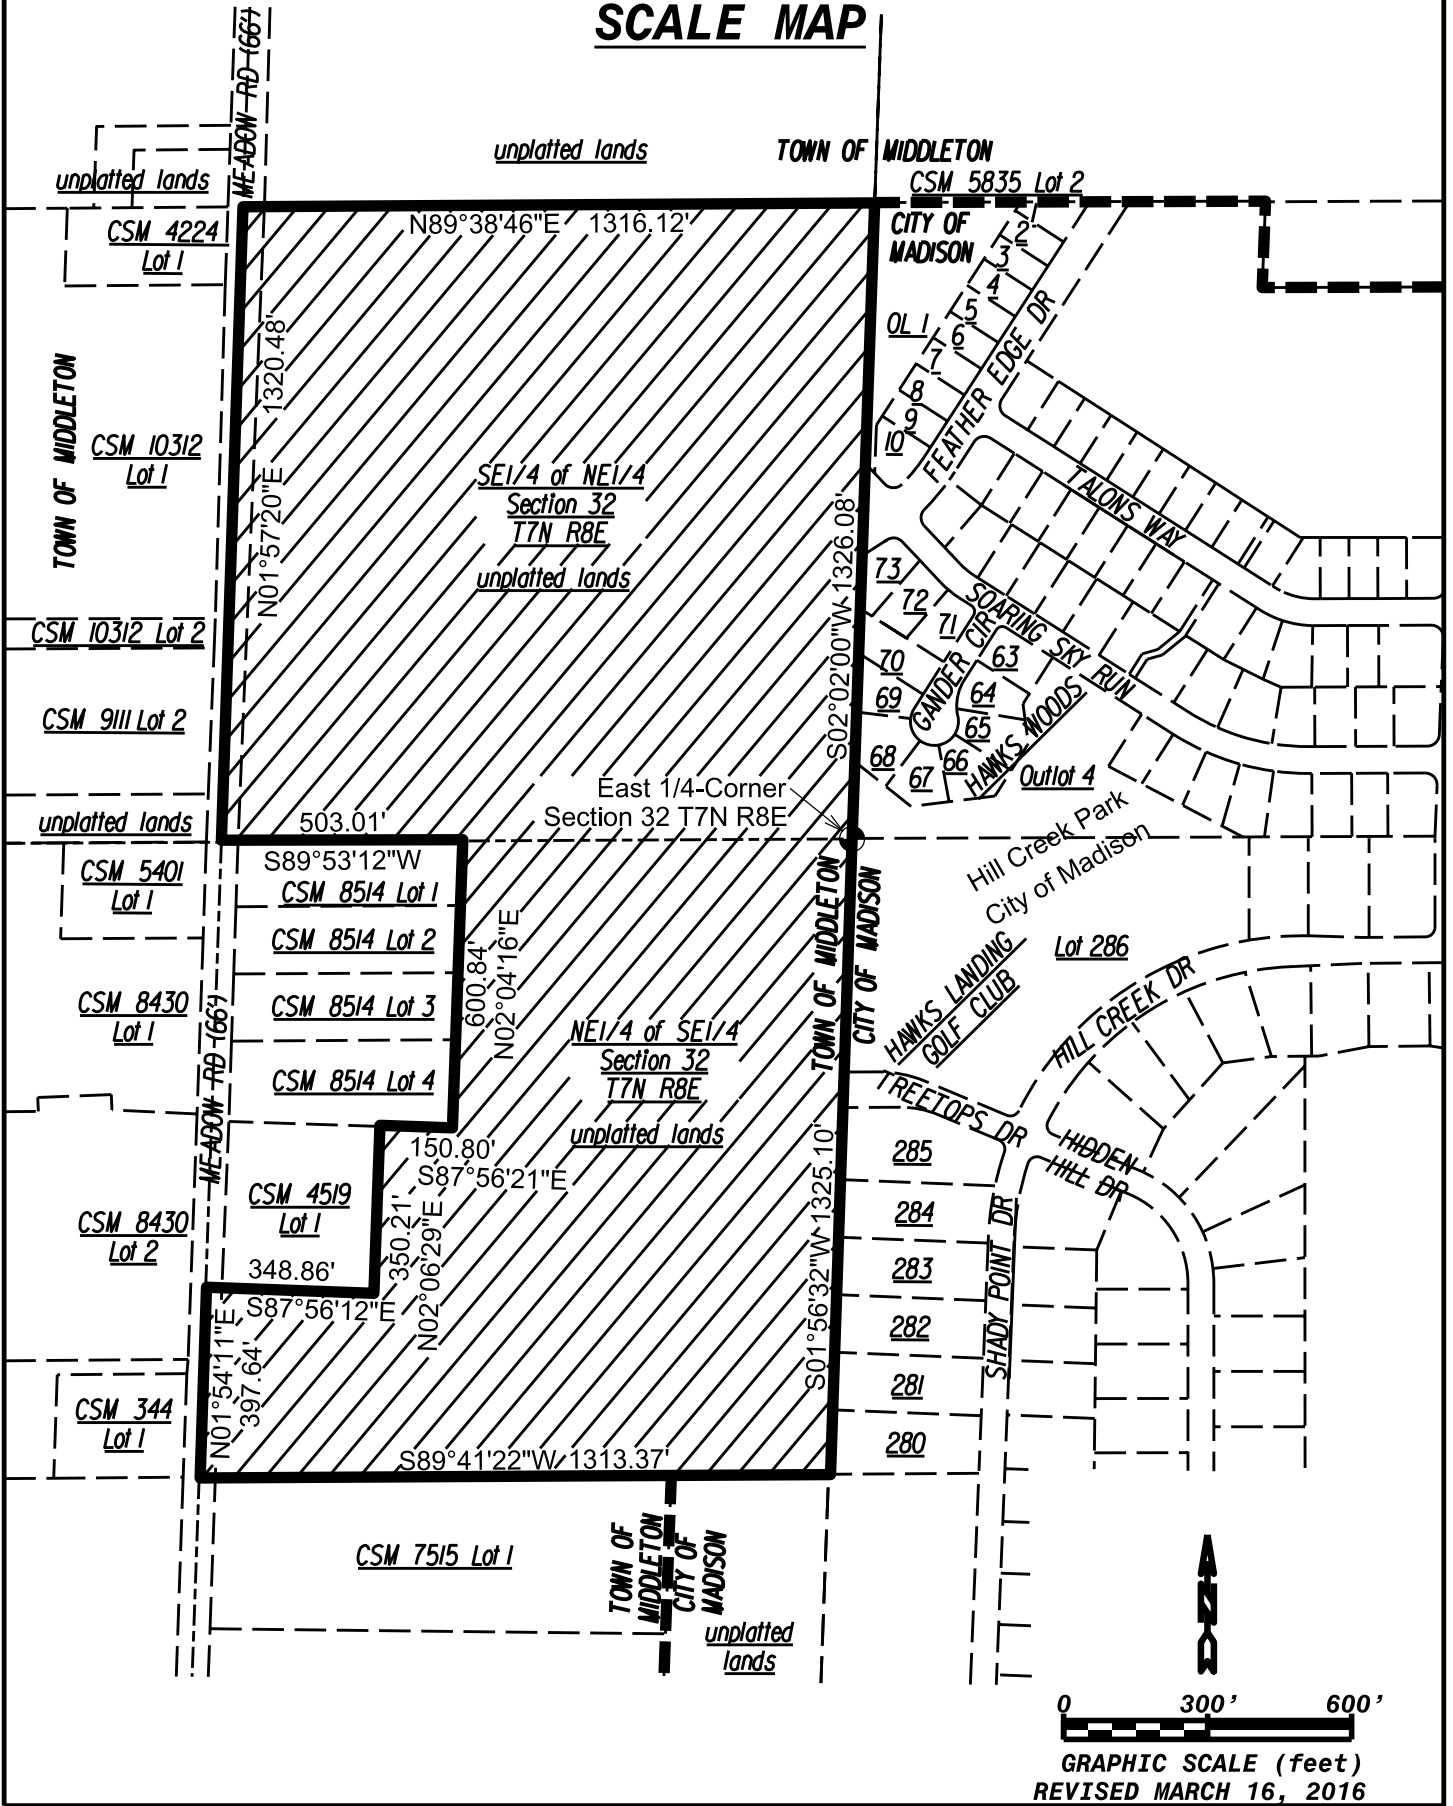 SCALE MAP
MEADOW RD (66')
unplatted lands
TOWN OF MIDDLETON
unplatted lands
CSM 5835 Lot 2
CSM 4224
Lot 1
N89°38'46"E 1316.12'
CITY OF
MADISON
1
2
3
4
5
6
7
8
9
10
OL 1
FEATHER EDGE DR
TOWN OF MIDDLETON
N01°57'20"E 1320.48'
CSM 10312
Lot 1
SE1/4 of NE1/4
Section 32
T7N R8E
unplatted lands
TALONS WAY
S02°02'00"W 1326.08'
73
72
71
70
69
68
67
66
65
64
63
GANDER CIR
SOARING SKY RUN
HAWKS WOODS
Outlot 4
CSM 10312 Lot 2
CSM 9111 Lot 2
East 1/4-Corner
Section 32 T7N R8E
unplatted lands
503.01'
S89°53'12"W
Hill Creek Park
City of Madison
CSM 5401
Lot 1
CSM 8514 Lot 1
CSM 8514 Lot 2
CSM 8514 Lot 3
CSM 8514 Lot 4
600.84'
N02°04'16"E
TOWN OF MIDDLETON
CITY OF MADISON
HAWKS LANDING
GOLF CLUB
Lot 286
HILL CREEK DR
CSM 8430
Lot 1
MEADOW RD (66')
NE1/4 of SE1/4
Section 32
T7N R8E
unplatted lands
TREETOPS DR
HIDDEN
HILL DR
150.80'
S87°56'21"E
S01°56'32"W 1325.10'
285
284
283
282
281
280
SHADY POINT DR
CSM 4519
Lot 1
CSM 8430
Lot 2
350.21'
N02°06'29"E
348.86'
S87°56'12"E
N01°54'11"E
397.64'
CSM 344
Lot 1
S89°41'22"W 1313.37'
CSM 7515 Lot 1
TOWN OF
MIDDLETON
CITY OF
MADISON
unplatted
lands
N
0 300' 600'
GRAPHIC SCALE (feet)
REVISED MARCH 16, 2016